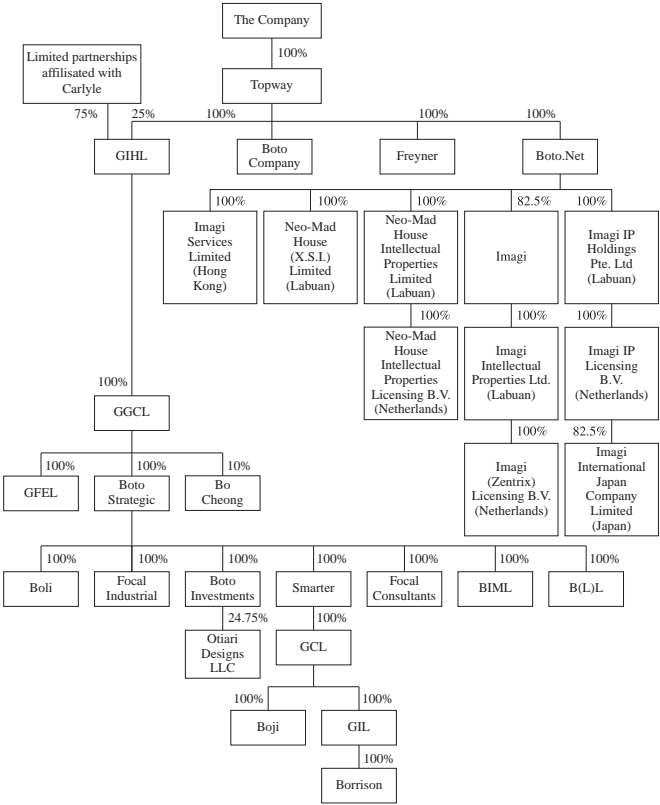 The Company
100%
Limited partnerships
affilisated with
Carlyle
Topway
75%
25%
100%
100%
100%
GIHL
Boto
Company
Freyner
Boto.Net
100%
100%
100%
82.5%
100%
Imagi
Services
Limited
(Hong
Kong)
Neo-Mad
House
(X.S.I.)
Limited
(Labuan)
Neo-Mad
House
Intellectual
Properties
Limited
(Labuan)
Imagi
Imagi IP
Holdings
Pte. Ltd
(Labuan)
100%
100%
100%
Neo-Mad
House
Intellectual
Properties
Licensing B.V.
(Netherlands)
Imagi
Intellectual
Properties Ltd.
(Labuan)
Imagi IP
Licensing
B.V.
(Netherlands)
100%
GGCL
100%
82.5%
Imagi
(Zentrix)
Licensing B.V.
(Netherlands)
Imagi
International
Japan
Company
Limited
(Japan)
100%
100%
10%
GFEL
Boto
Strategic
Bo
Cheong
100%
100%
100%
100%
100%
100%
100%
Boli
Focal
Industrial
Boto
Investments
Smarter
Focal
Consultants
BIML
B(L)L
24.75%
100%
Otiari
Designs
LLC
GCL
100%
100%
Boji
GIL
100%
Borrison